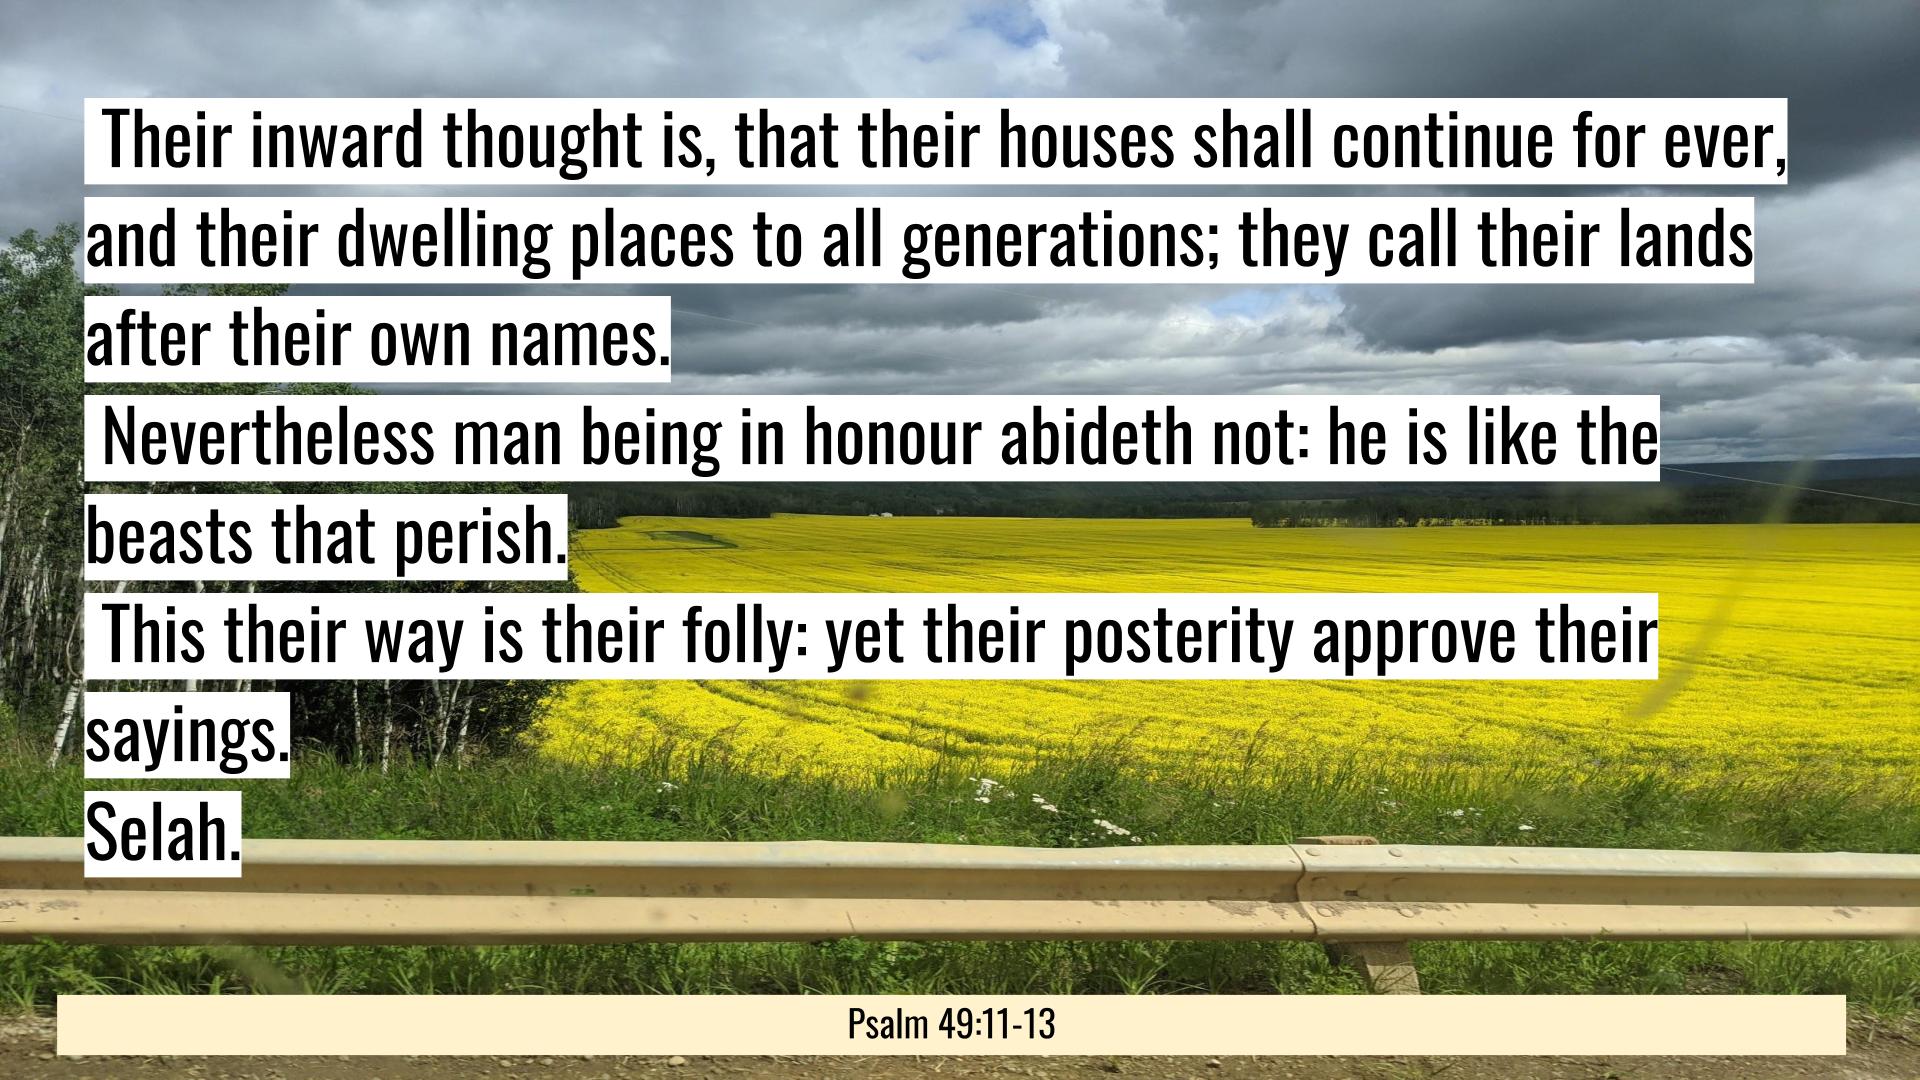 Their inward thought is, that their houses shall continue for ever,
and their dwelling places to all generations; they call their lands
after their own names.
Nevertheless man being in honour abideth not: he is like the
beasts that perish.
This their way is their folly: yet their posterity approve their
sayings.
Selah.
Psalm 49:11-13